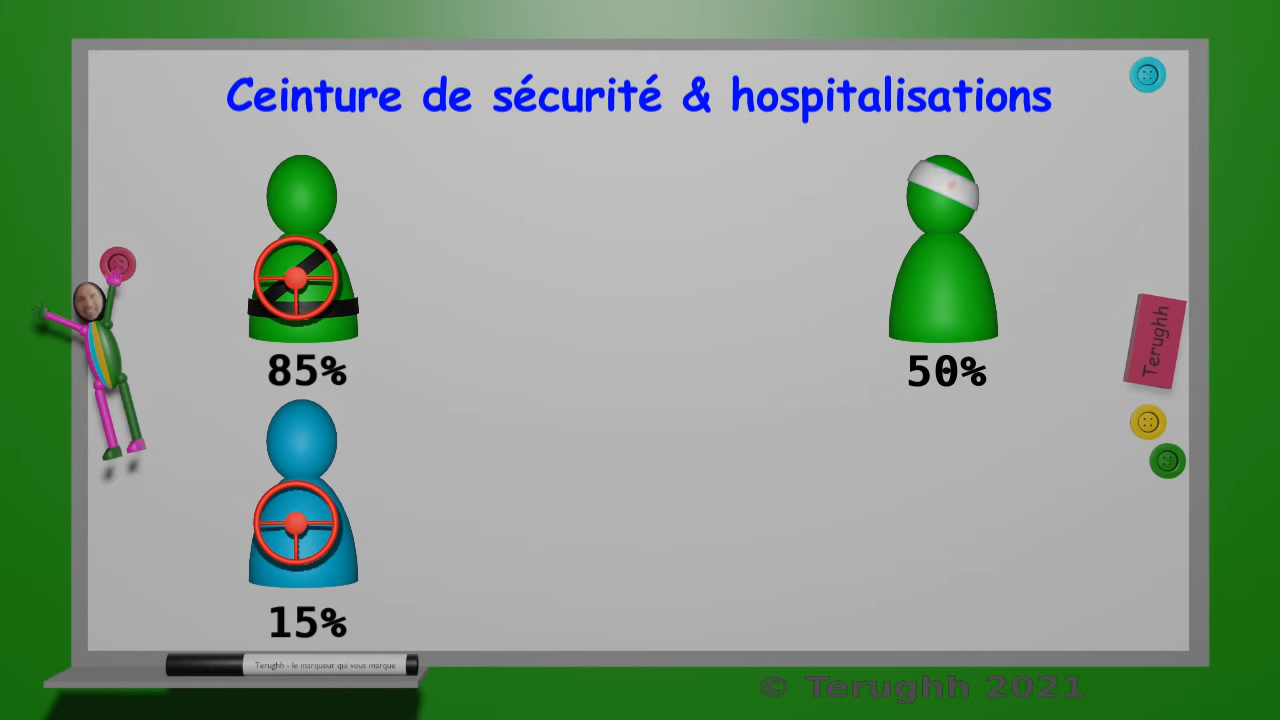 Ceinture de sécurité & hospitalisations
85%
50%
Terughh
15%
Terughh - le marqueur qui vous marque
© Terughh 2021